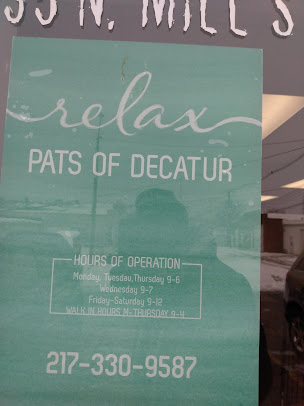 N. MILL S
relax
PATS OF DECATUR
HOURS OF OPERATION
Monday, Tuesday, Thursday 9-6
Wednesday 9-7
Friday-Saturday 9-12
WALK IN HOURS M-THURSDAY 9-4
217-330-9587